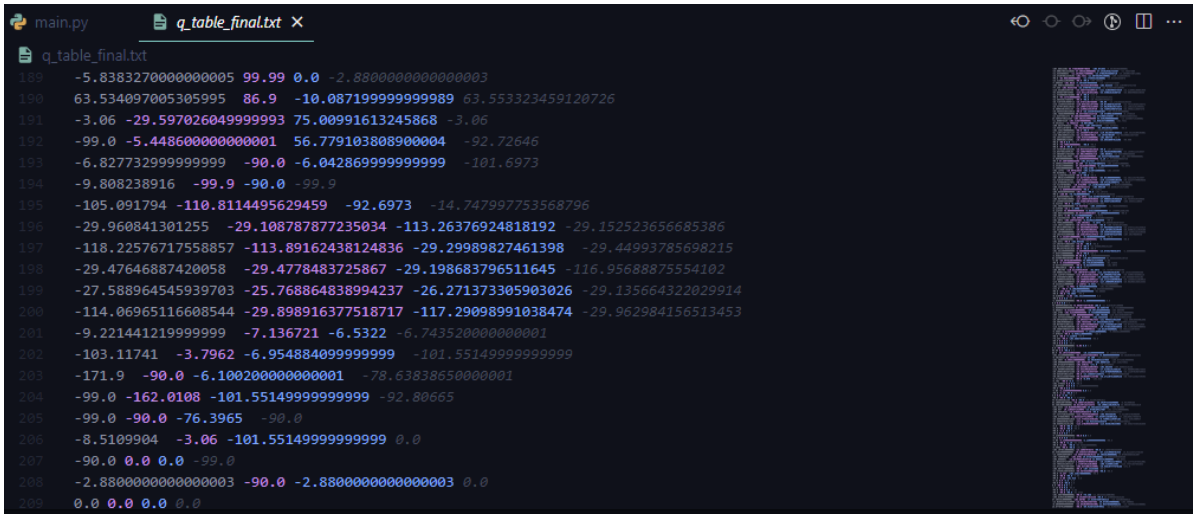 main.py q_table_final.txt
q_table_final.txt
189 -5.8383270000000005 99.99 0.0 -2.8800000000000003
190 63.534097005305995 86.9 -10.087199999999989 63.553323459120726
191 -3.06 -29.597026049999993 75.00991613245868 -3.06
192 -99.0 -5.448600000000001 56.779103808900004 -92.72646
193 -6.827732999999999 -90.0 -6.042869999999999 -101.6973
194 -9.808238916 -99.9 -90.0 -99.9
195 -105.091794 -110.8114495629459 -92.6973 -14.747997753568796
196 -29.960841301255 -29.108787877235034 -113.26376924818192 -29.152523656685386
197 -118.22576717558857 -113.89162438124836 -29.29989827461398 -29.44993785698215
198 -29.47646887420058 -29.4778483725867 -29.198683796511645 -116.95688875554102
199 -27.588964545939703 -25.768864838994237 -26.271373305903026 -29.135664322029914
200 -114.06965116608544 -29.898916377518717 -117.29098991038474 -29.962984156513453
201 -9.221441219999999 -7.136721 -6.5322 -6.743520000000001
202 -103.11741 -3.7962 -6.954884099999999 -101.55149999999999
203 -171.9 -90.0 -6.100200000000001 -78.63838650000001
204 -99.0 -162.0108 -101.55149999999999 -92.80665
205 -99.0 -90.0 -76.3965 -90.0
206 -8.5109904 -3.06 -101.55149999999999 0.0
207 -90.0 0.0 0.0 -99.0
208 -2.8800000000000003 -90.0 -2.8800000000000003 0.0
209 0.0 0.0 0.0 0.0